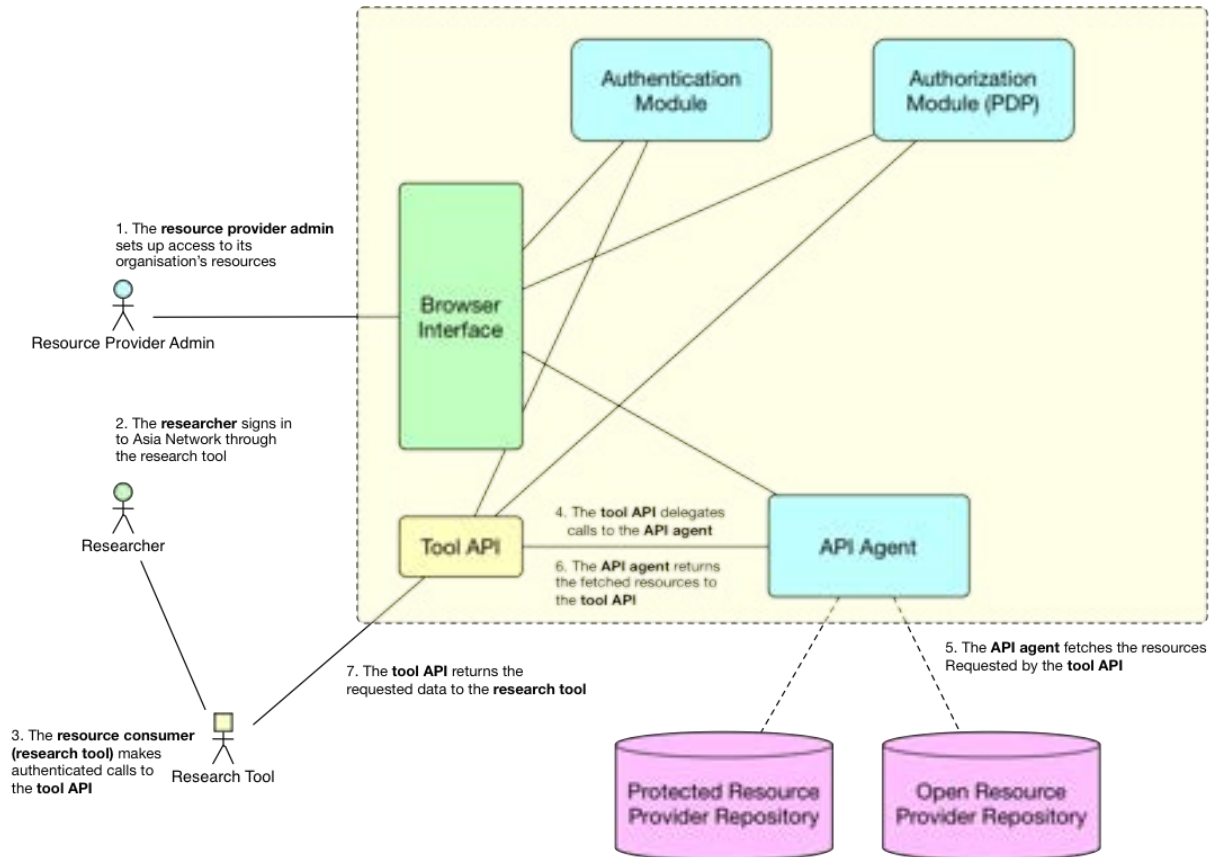 Authentication
Module
Authorization
Module (PDP)
1. The resource provider admin
sets up access to its
organisation's resources
Browser
Interface
Resource Provider Admin
2. The researcher signs in
to Asia Network through
the research tool
Researcher
Tool API
4. The tool API delegates
calls to the API agent
6. The API agent returns
the fetched resources to
the tool API
API Agent
5. The API agent fetches the resources
Requested by the tool API
7. The tool API returns the
requested data to the research tool
3. The resource consumer
(research tool) makes
authenticated calls to
the tool API
Research Tool
Protected Resource
Provider Repository
Open Resource
Provider Repository